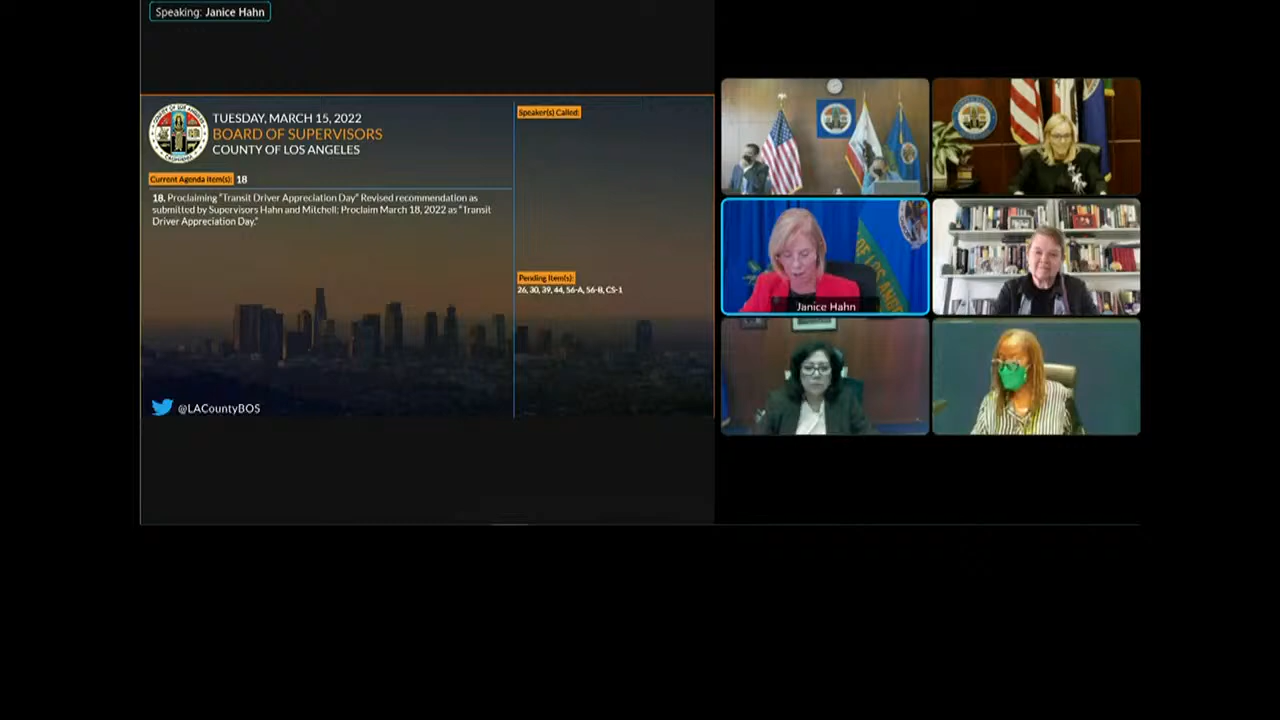 Speaking: Janice Hahn
TUESDAY, MARCH 15, 2022
BOARD OF SUPERVISORS
COUNTY OF LOS ANGELES
Current Agenda Item(s): 18
18. Proclaiming "Transit Driver Appreciation Day" Revised recommendation as
submitted by Supervisors Hahn and Mitchell: Proclaim March 18, 2022 as "Transit
Driver Appreciation Day."
@LACountyBOS
Speaker(s) Called:
Pending Item(s):
26, 30, 39, 44, 56-A, 56-B, CS-1
Janice Hahn